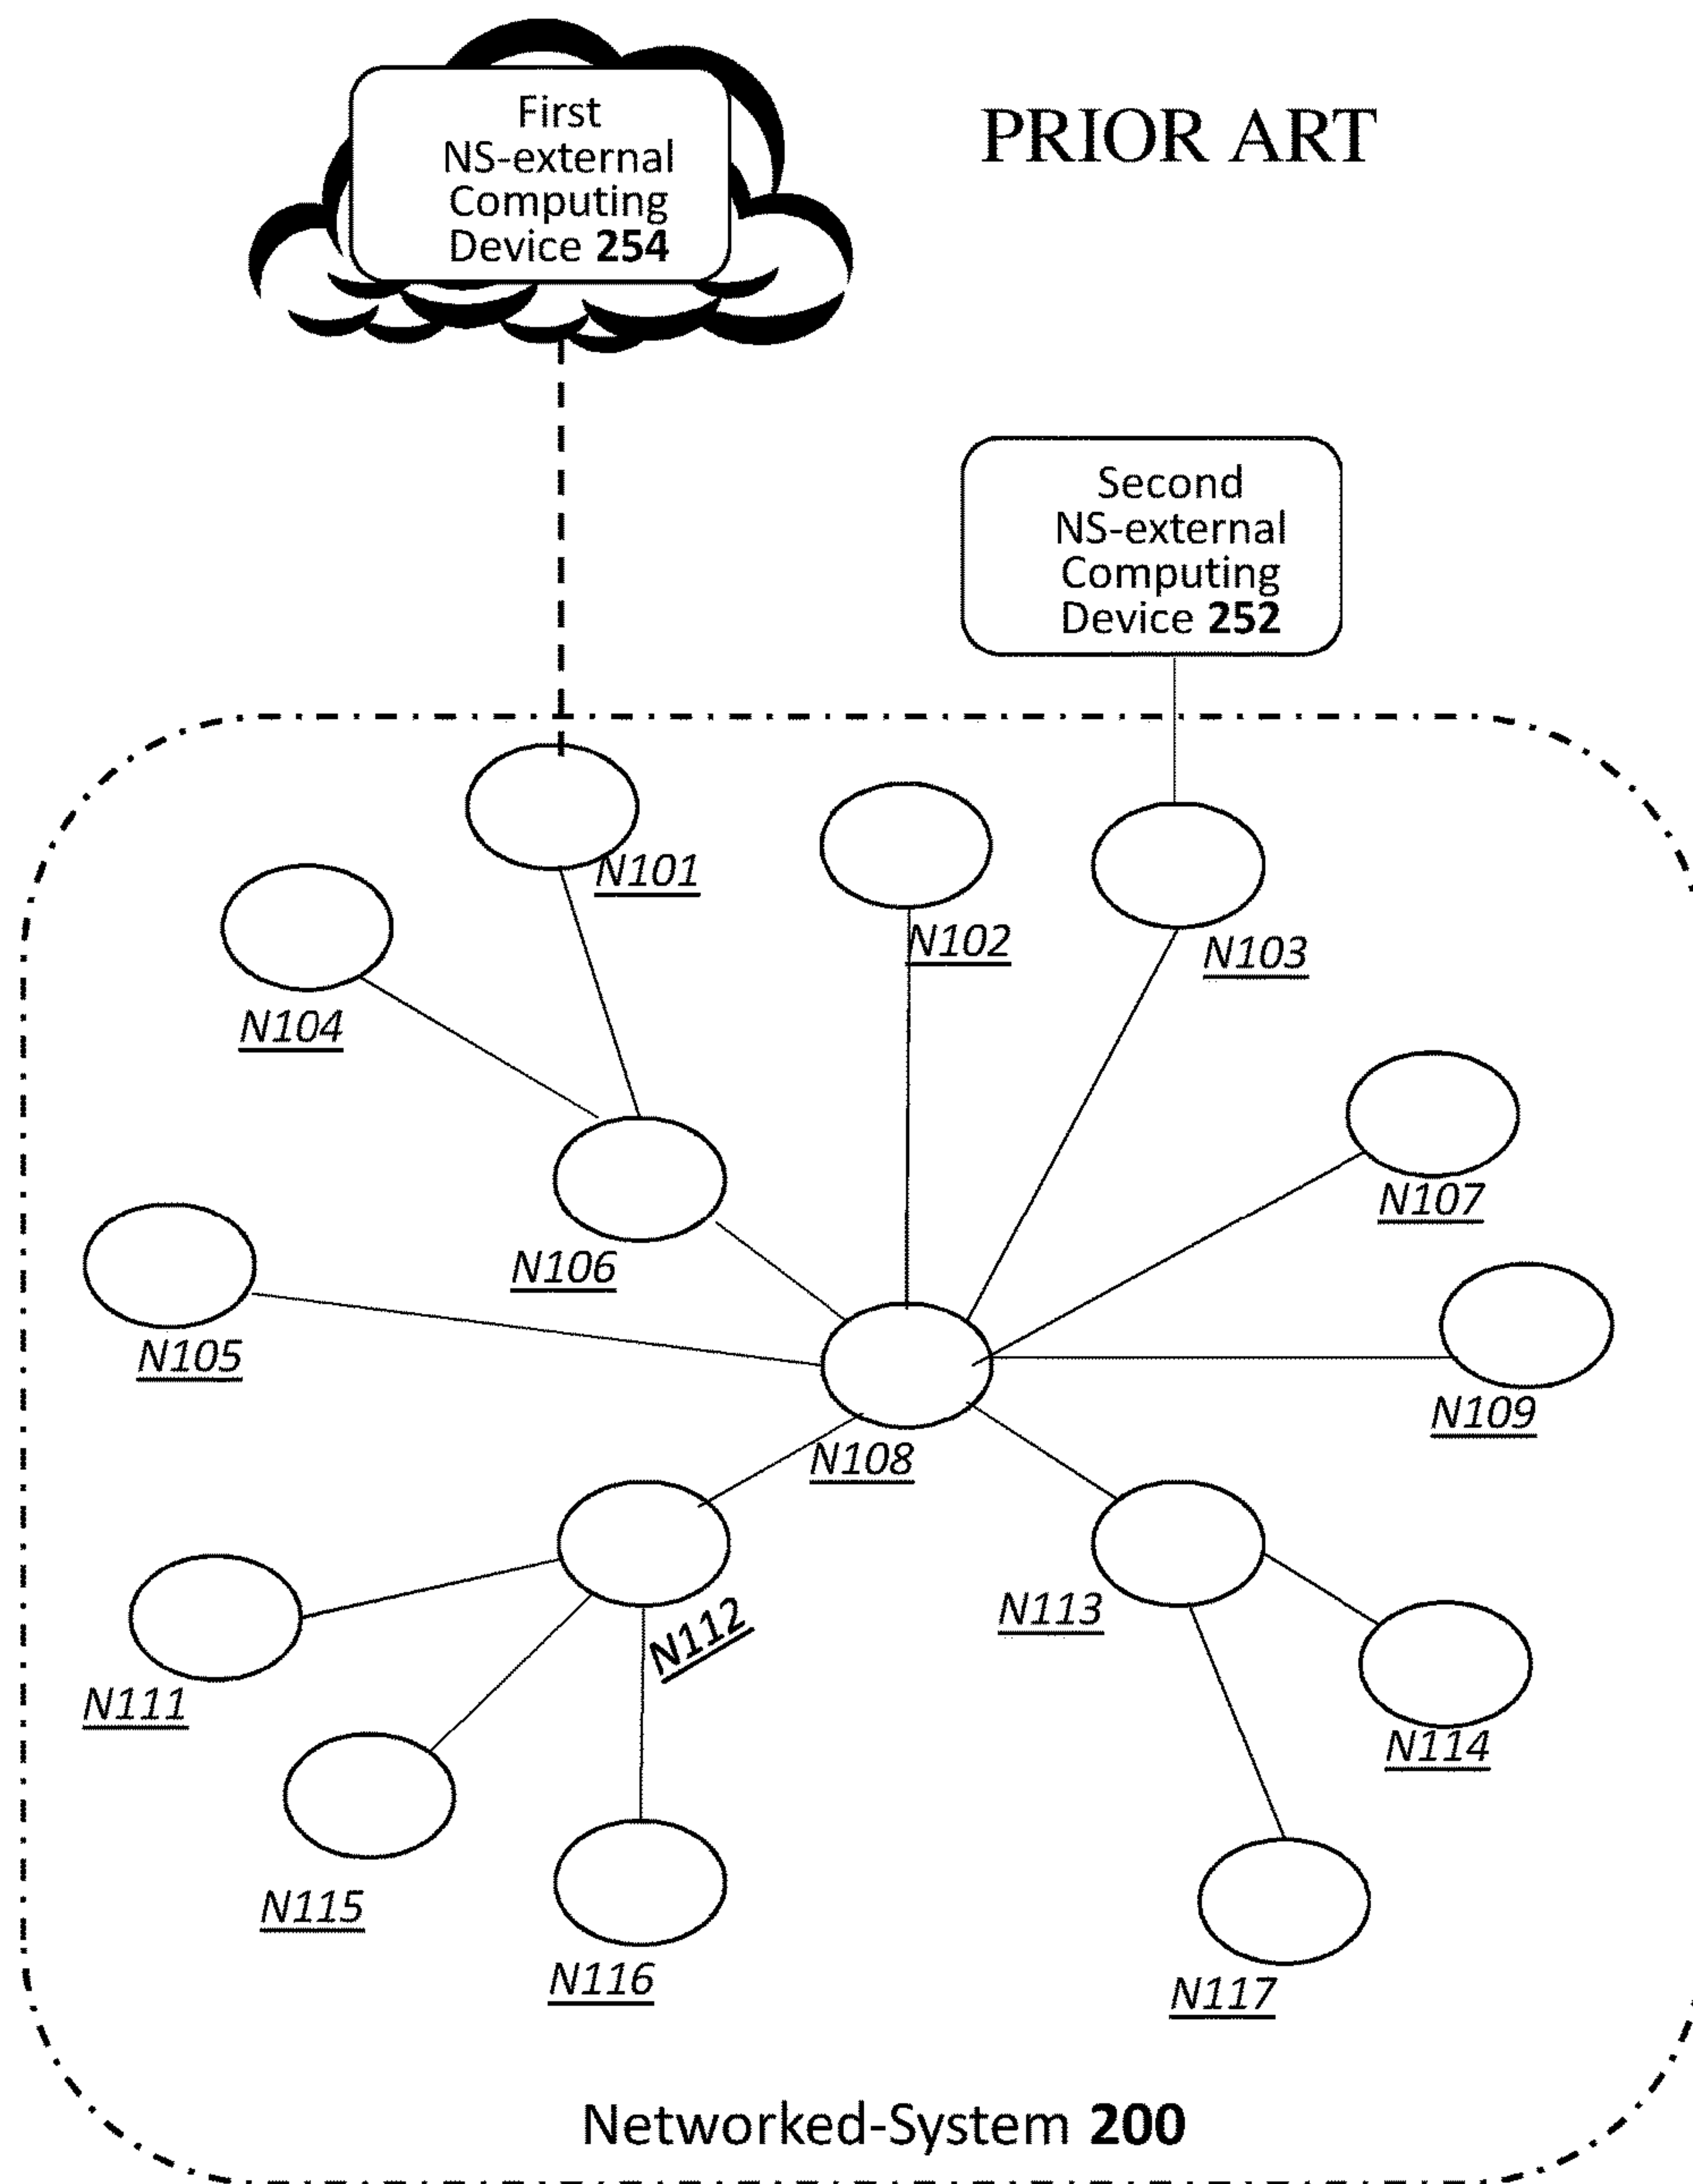 First
NS-external
Computing
Device 254
PRIOR ART
Second
NS-external
Computing
Device 252
N101
N102
N103
N104
N107
N106
N105
N109
N108
N112
N113
N111
N114
N115
N116
N117
Networked-System 200